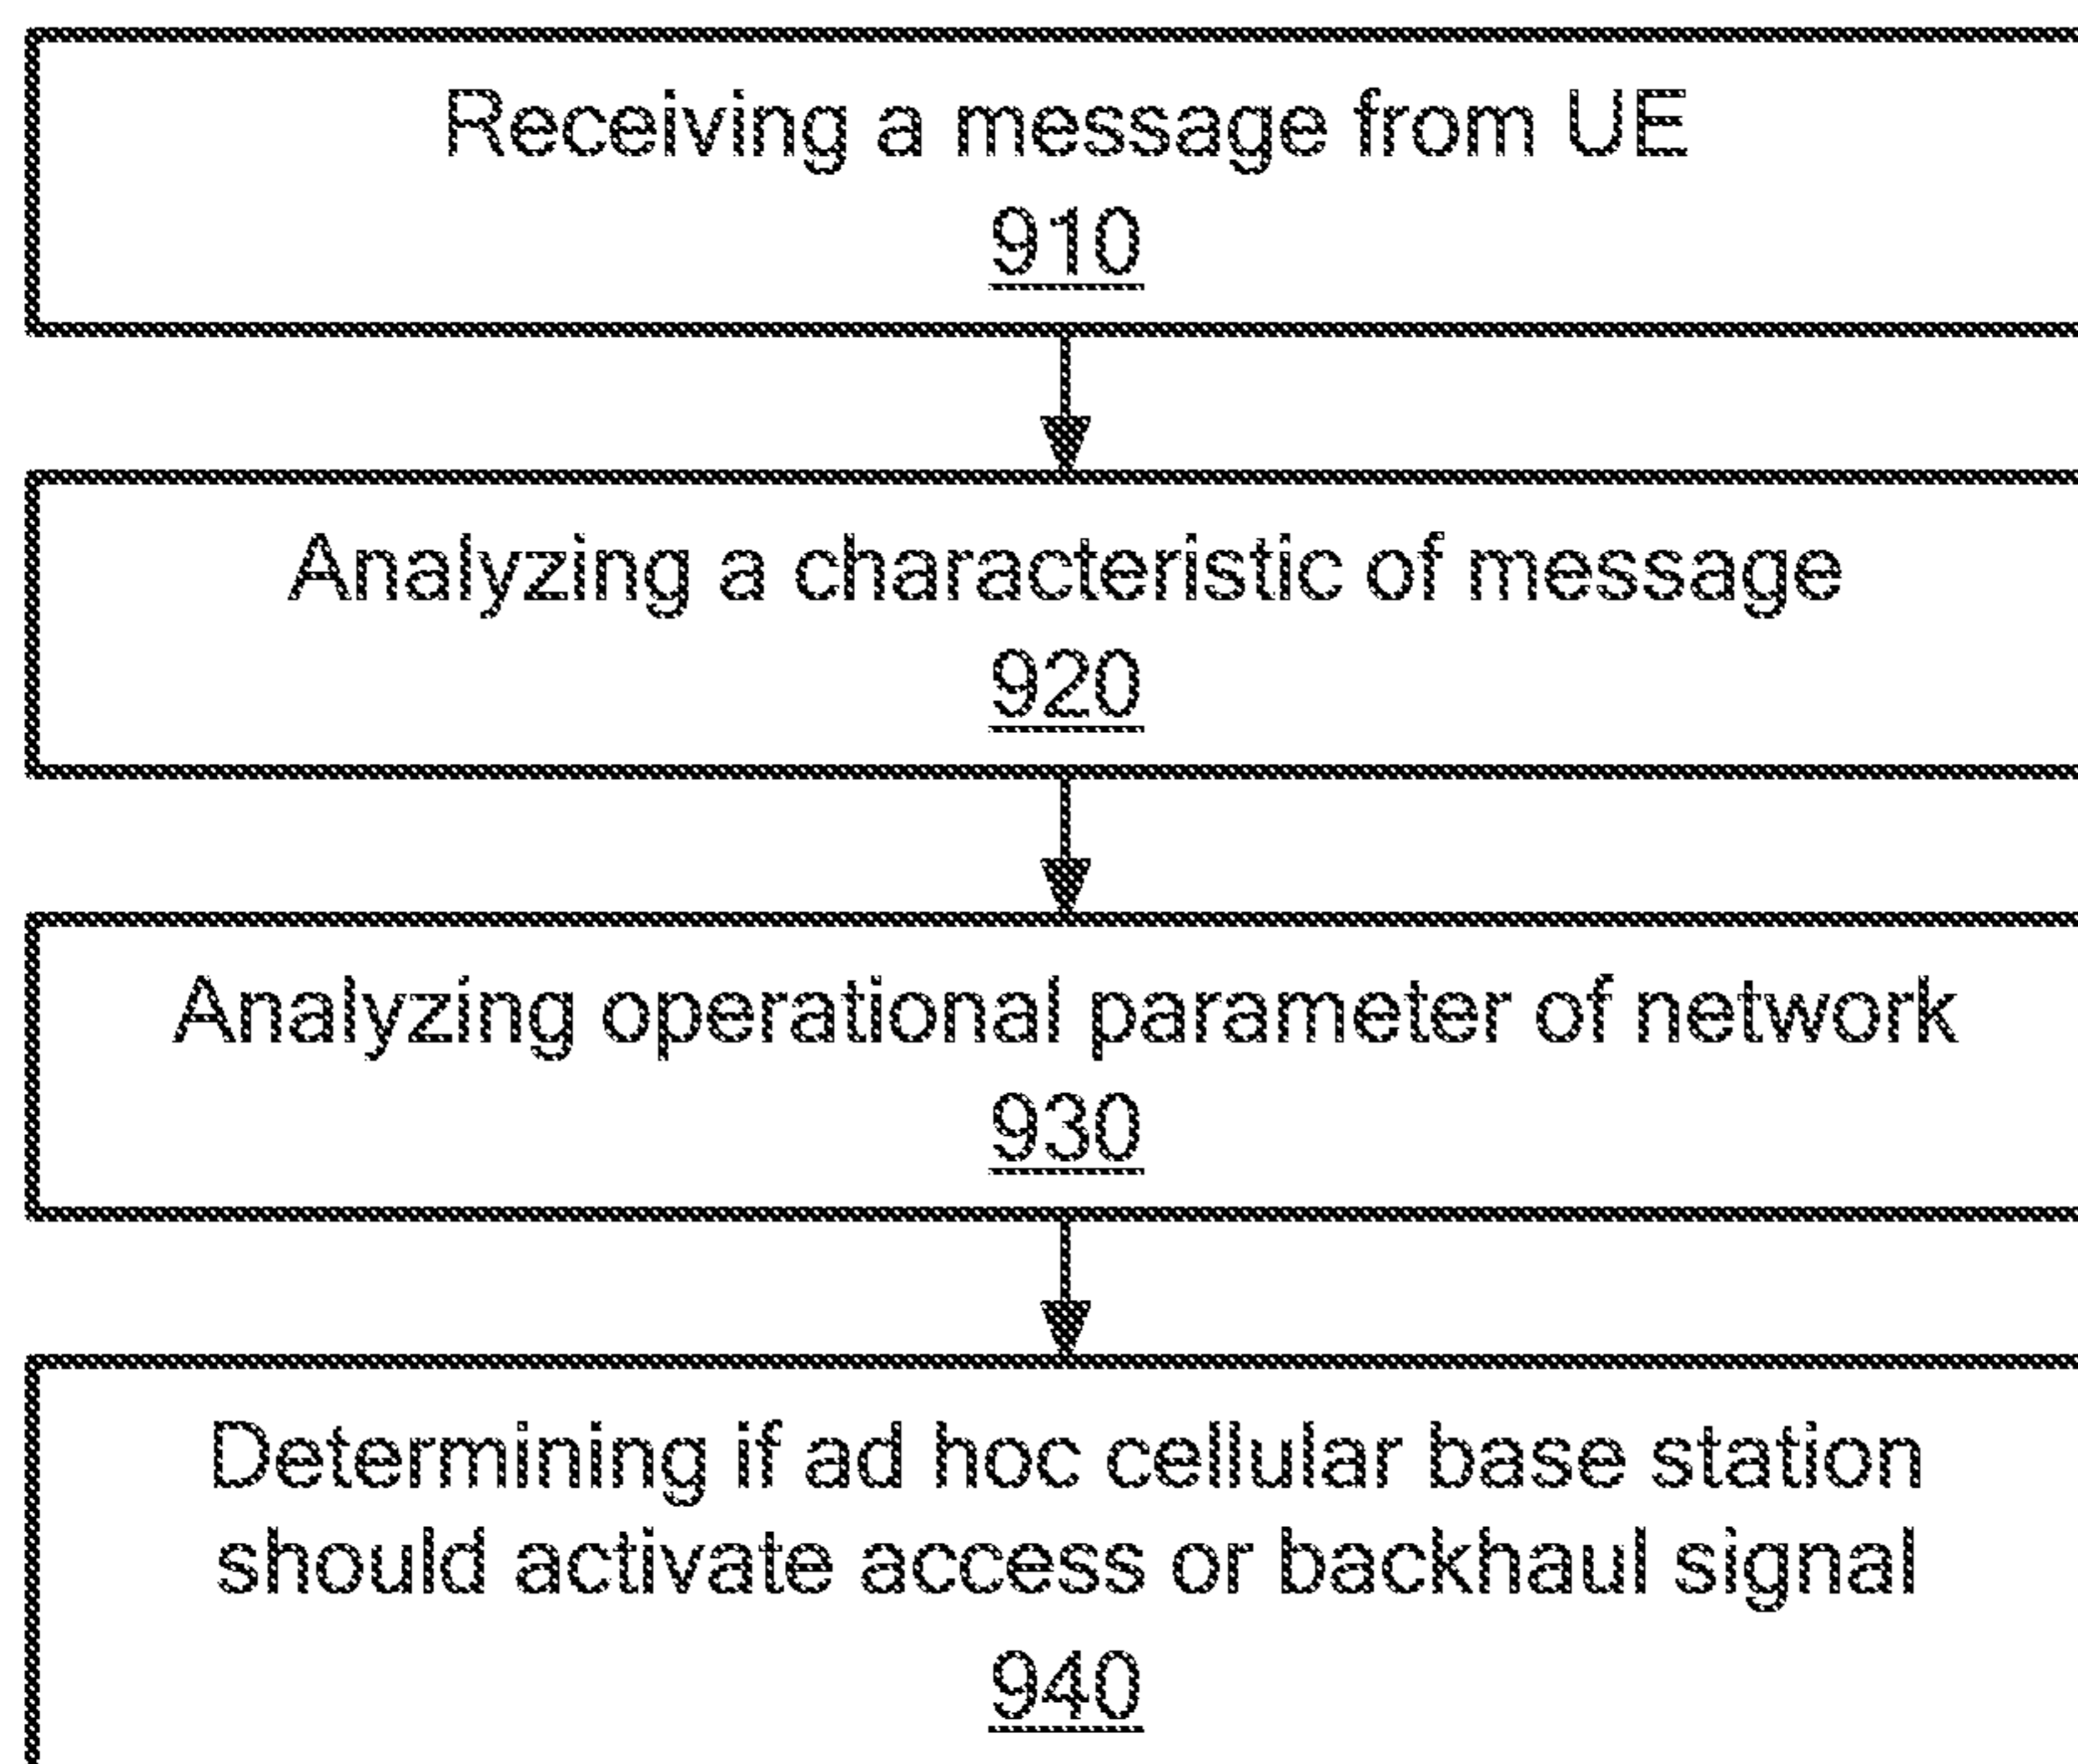 Receiving a message from UE
910
Analyzing a characteristic of message
920
Analyzing operational parameter of network
930
Determining if ad hoc cellular base station
should activate access or backhaul signal
940